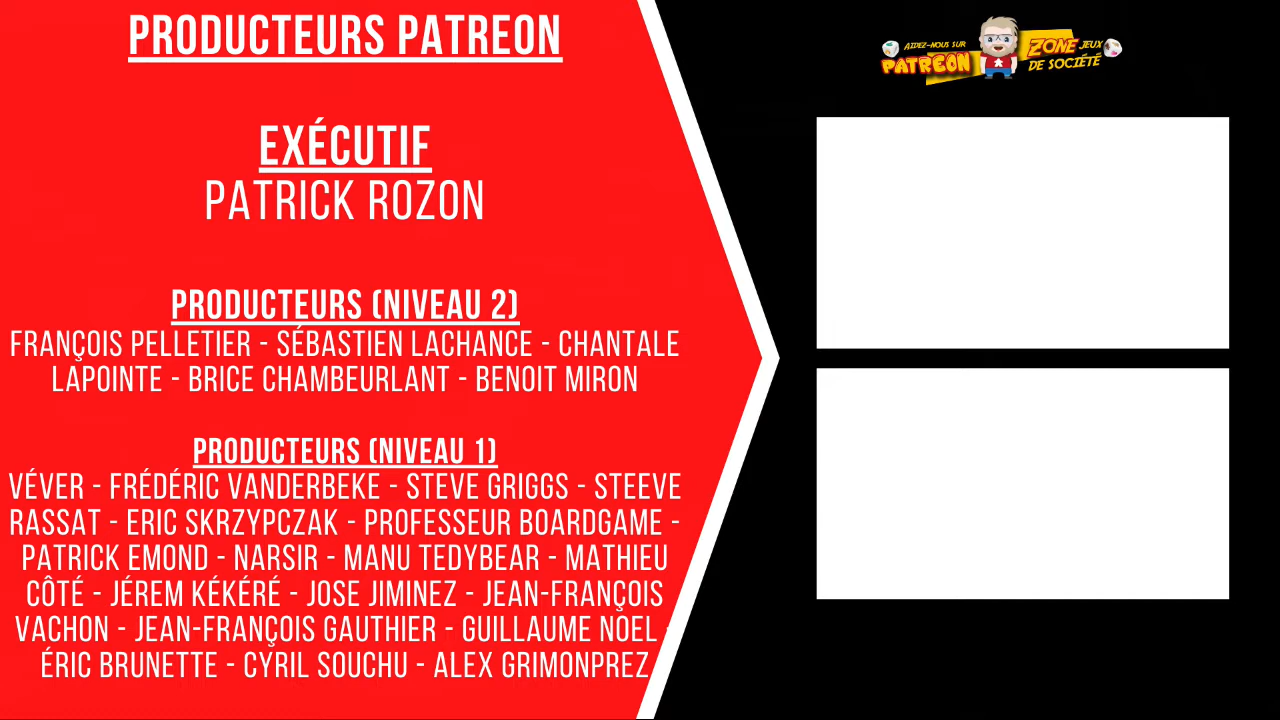 PRODUCTEURS PATREON
EXÉCUTIF
PATRICK ROZON
PRODUCTEURS (NIVEAU 2)
FRANÇOIS PELLETIER - SÉBASTIEN LACHANCE - CHANTALE
LAPOINTE - BRICE CHAMBEURLANT - BENOIT MIRON
PRODUCTEURS (NIVEAU 1)
VÉVER - FRÉDÉRIC VANDERBEKE - STEVE GRIGGS - STEEVE
RASSAT - ERIC SKRZYPCZAK - PROFESSEUR BOARDGAME -
PATRICK EMOND - NARSIR - MANU TEDYBEAR - MATHIEU
CÔTÉ - JÉREM KÉKÉRÉ - JOSE JIMINEZ - JEAN-FRANÇOIS
VACHON - JEAN-FRANÇOIS GAUTHIER - GUILLAUME NOEL -
ÉRIC BRUNETTE - CYRIL SOUCHU - ALEX GRIMONPREZ
AIDEZ-NOUS SUR
PATREON
ZONE JEUX
DE SOCIÉTÉ